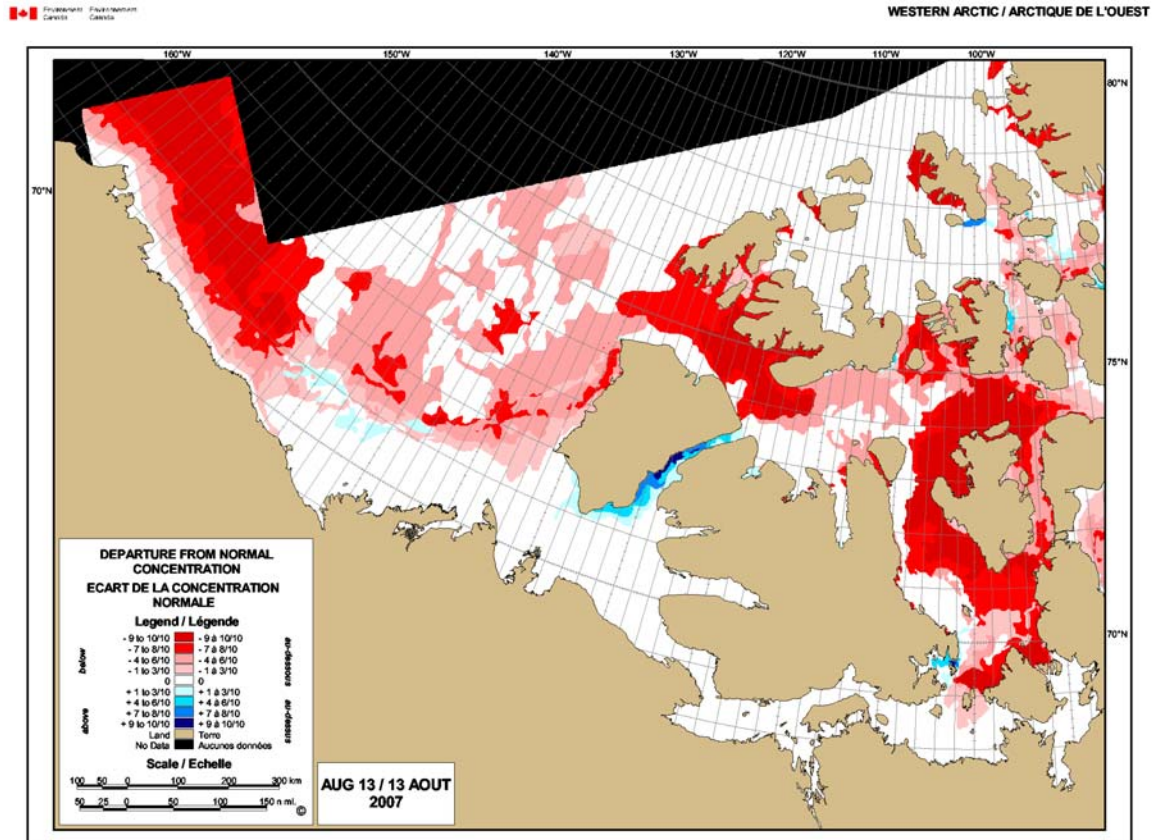 Environment Environnement
Canada Canada
WESTERN ARCTIC / ARCTIQUE DE L'OUEST
160°W 150°W 140°W 130°W 120°W 110°W 100°W
80°N
70°N
75°N
70°N
DEPARTURE FROM NORMAL
CONCENTRATION
ECART DE LA CONCENTRATION
NORMALE
Legend / Légende
below
au-dessous
- 9 to 10/10 - 9 à 10/10
- 7 to 8/10 - 7 à 8/10
- 4 to 6/10 - 4 à 6/10
- 1 to 3/10 - 1 à 3/10
0 0
above
au-dessus
+ 1 to 3/10 + 1 à 3/10
+ 4 to 6/10 + 4 à 6/10
+ 7 to 8/10 + 7 à 8/10
+ 9 to 10/10 + 9 à 10/10
Land Terre
No Data Aucunes données
Scale / Echelle
100 50 0 100 200 300 km
50 25 0 50 100 150 n mi.
©
AUG 13 / 13 AOUT
2007